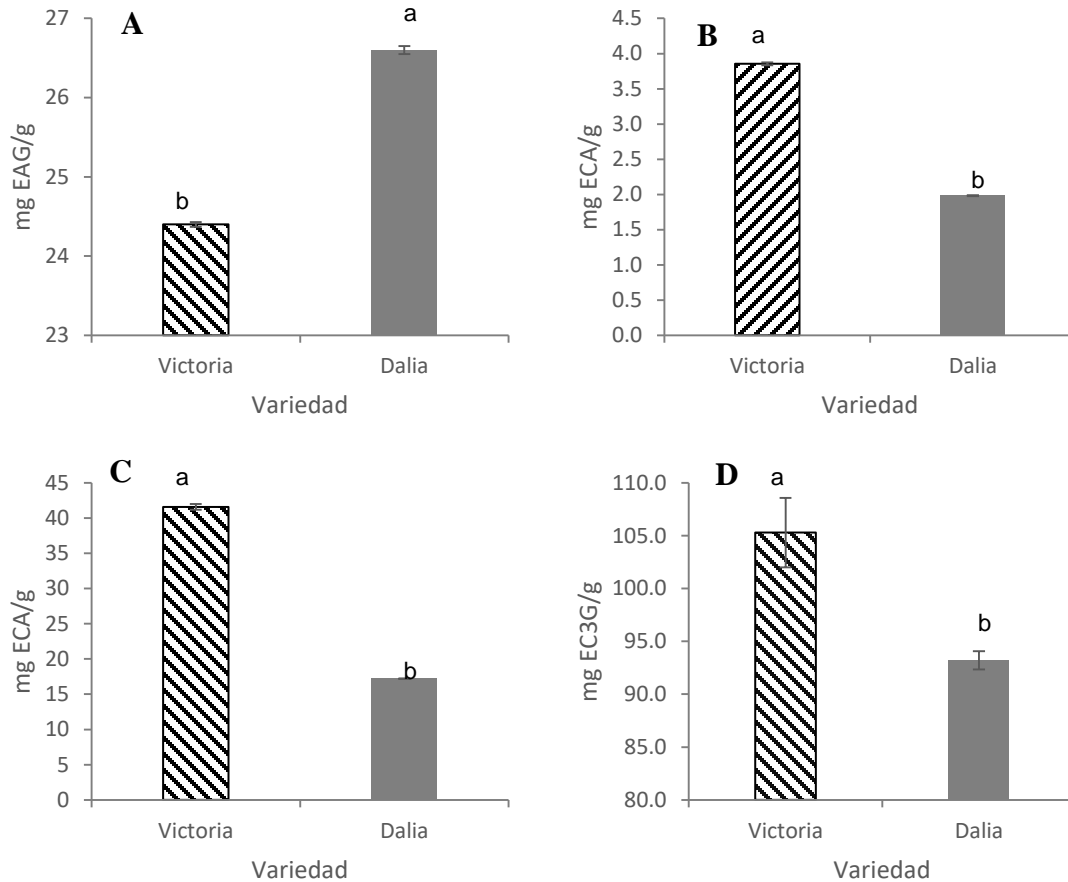 A
mg EAG/g
27
26
25
24
23
a
b
Victoria
Dalia
Variedad
B
mg ECA/g
4.5
4.0
3.5
3.0
2.5
2.0
1.5
1.0
0.5
0.0
a
b
Victoria
Dalia
Variedad
C
mg ECA/g
45
40
35
30
25
20
15
10
5
0
a
b
Victoria
Dalia
Variedad
D
mg EC3G/g
110.0
105.0
100.0
95.0
90.0
85.0
80.0
a
b
Victoria
Dalia
Variedad